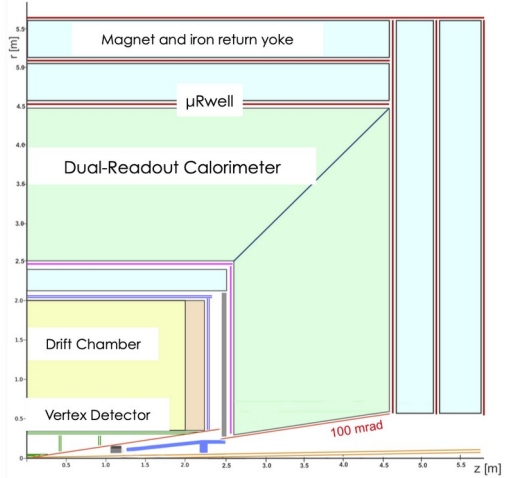 r [m]
5.5
5.0
4.5
4.0
3.5
3.0
2.5
2.0
1.5
1.0
0.5
0
Magnet and iron return yoke
µRwell
Dual-Readout Calorimeter
Drift Chamber
Vertex Detector
100 mrad
0.5 1.0 1.5 2.0 2.5 3.0 3.5 4.0 4.5 5.0 5.5
z [m]